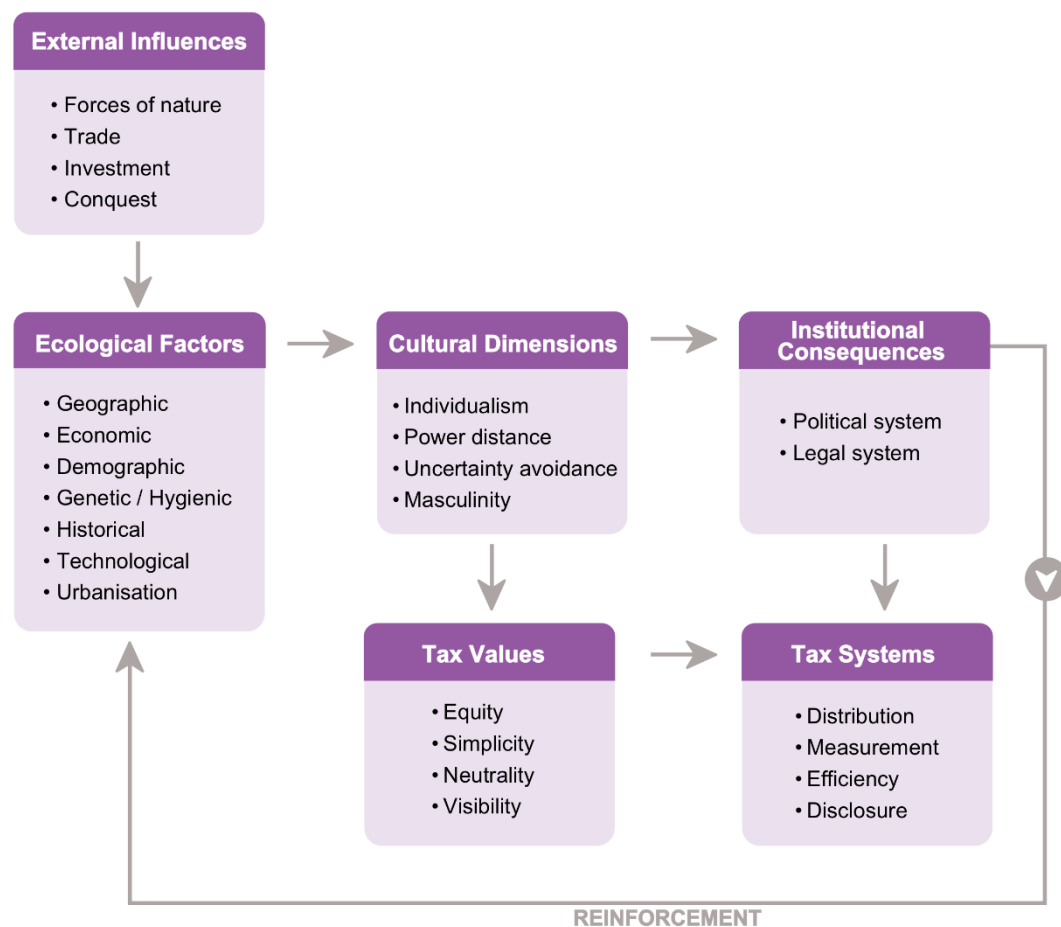 External Influences
• Forces of nature
• Trade
• Investment
• Conquest
Ecological Factors
• Geographic
• Economic
• Demographic
• Genetic / Hygienic
• Historical
• Technological
• Urbanisation
Cultural Dimensions
• Individualism
• Power distance
• Uncertainty avoidance
• Masculinity
Institutional
Consequences
• Political system
• Legal system
Tax Values
• Equity
• Simplicity
• Neutrality
• Visibility
Tax Systems
• Distribution
• Measurement
• Efficiency
• Disclosure
REINFORCEMENT